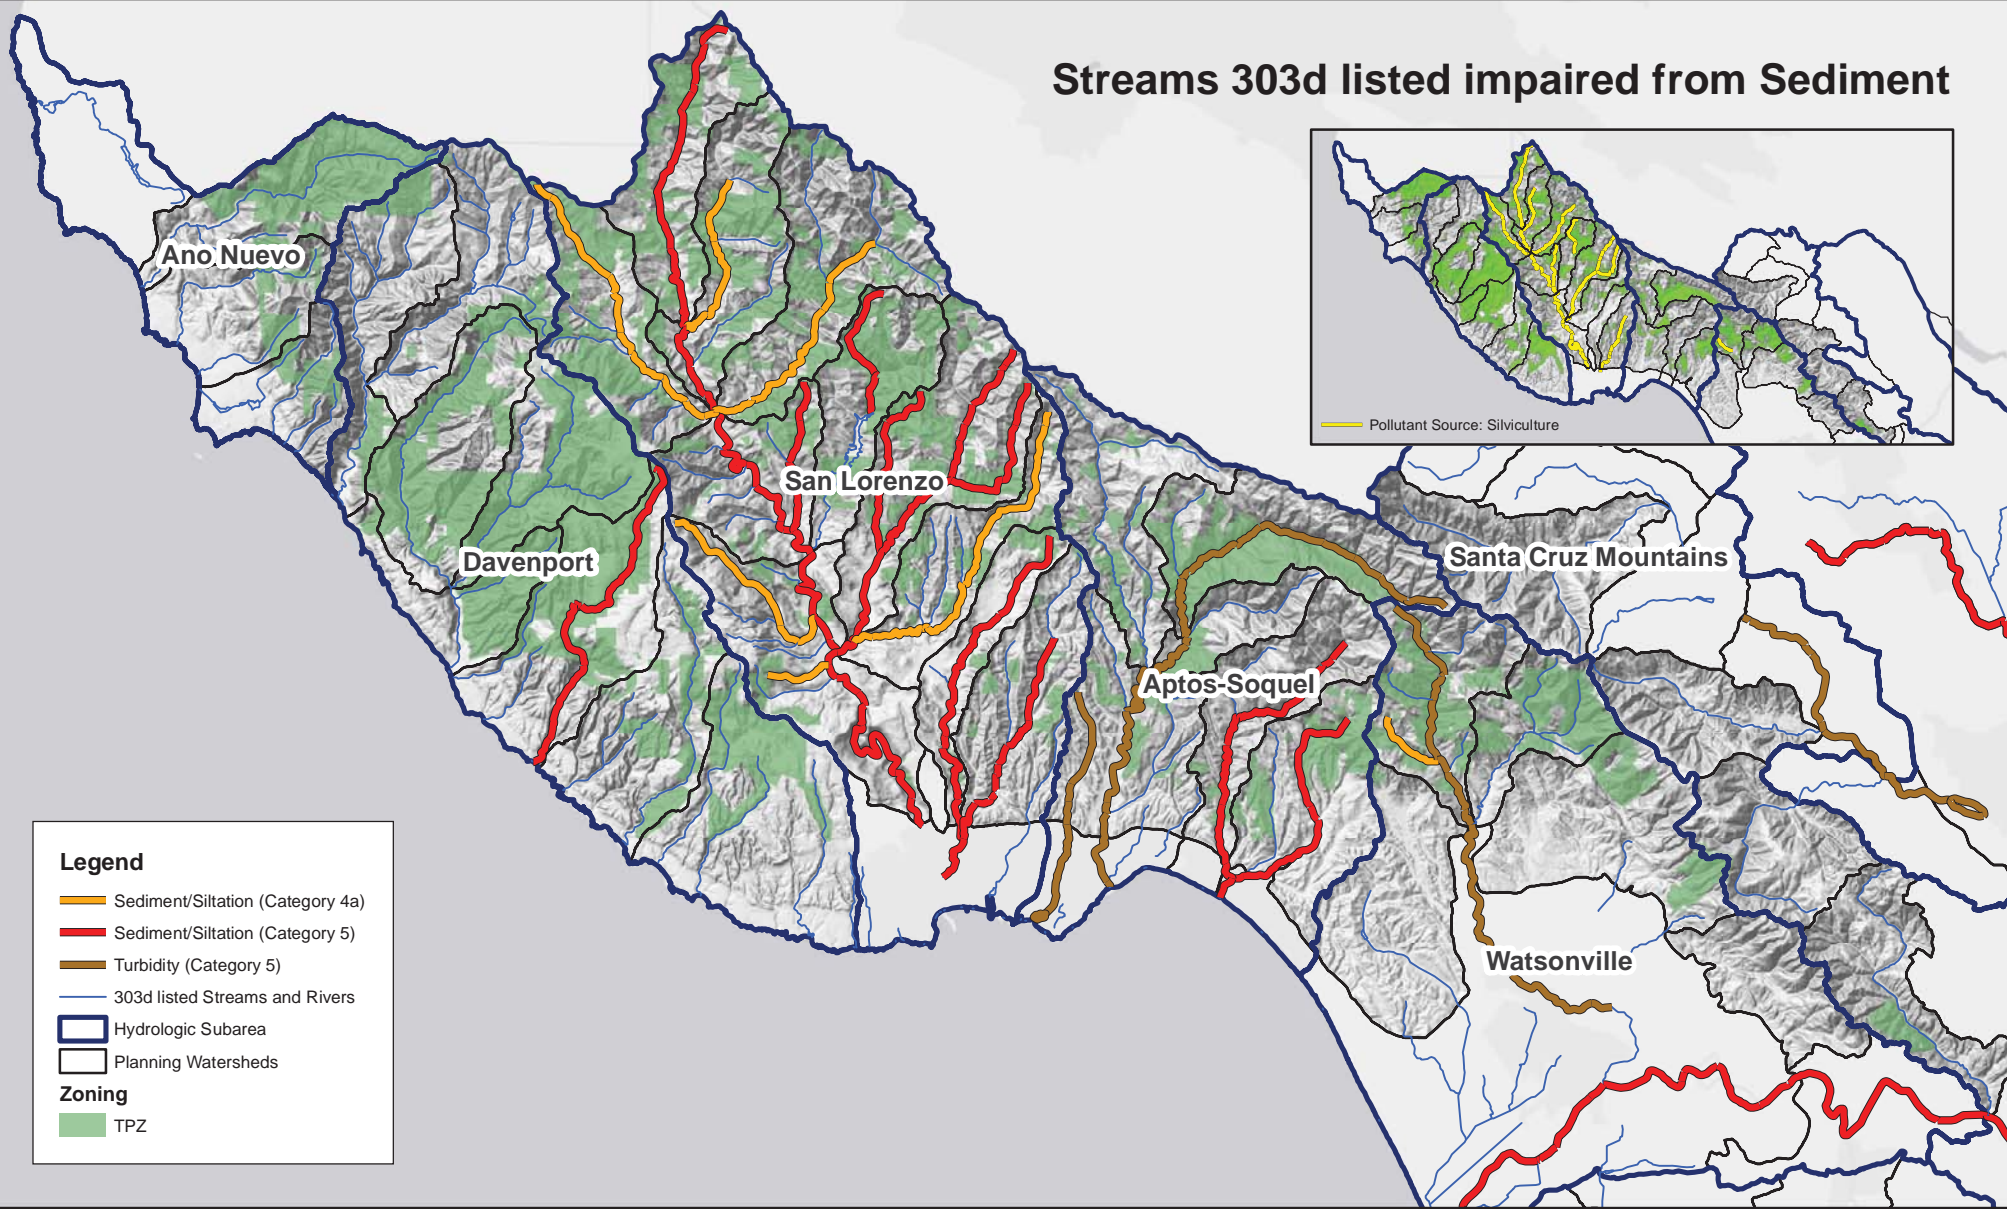 Streams 303d listed impaired from Sediment
Pollutant Source: Silviculture
Ano Nuevo
San Lorenzo
Davenport
Santa Cruz Mountains
Aptos-Soquel
Watsonville
Legend
Sediment/Siltation (Category 4a)
Sediment/Siltation (Category 5)
Turbidity (Category 5)
303d listed Streams and Rivers
Hydrologic Subarea
Planning Watersheds
Zoning
TPZ